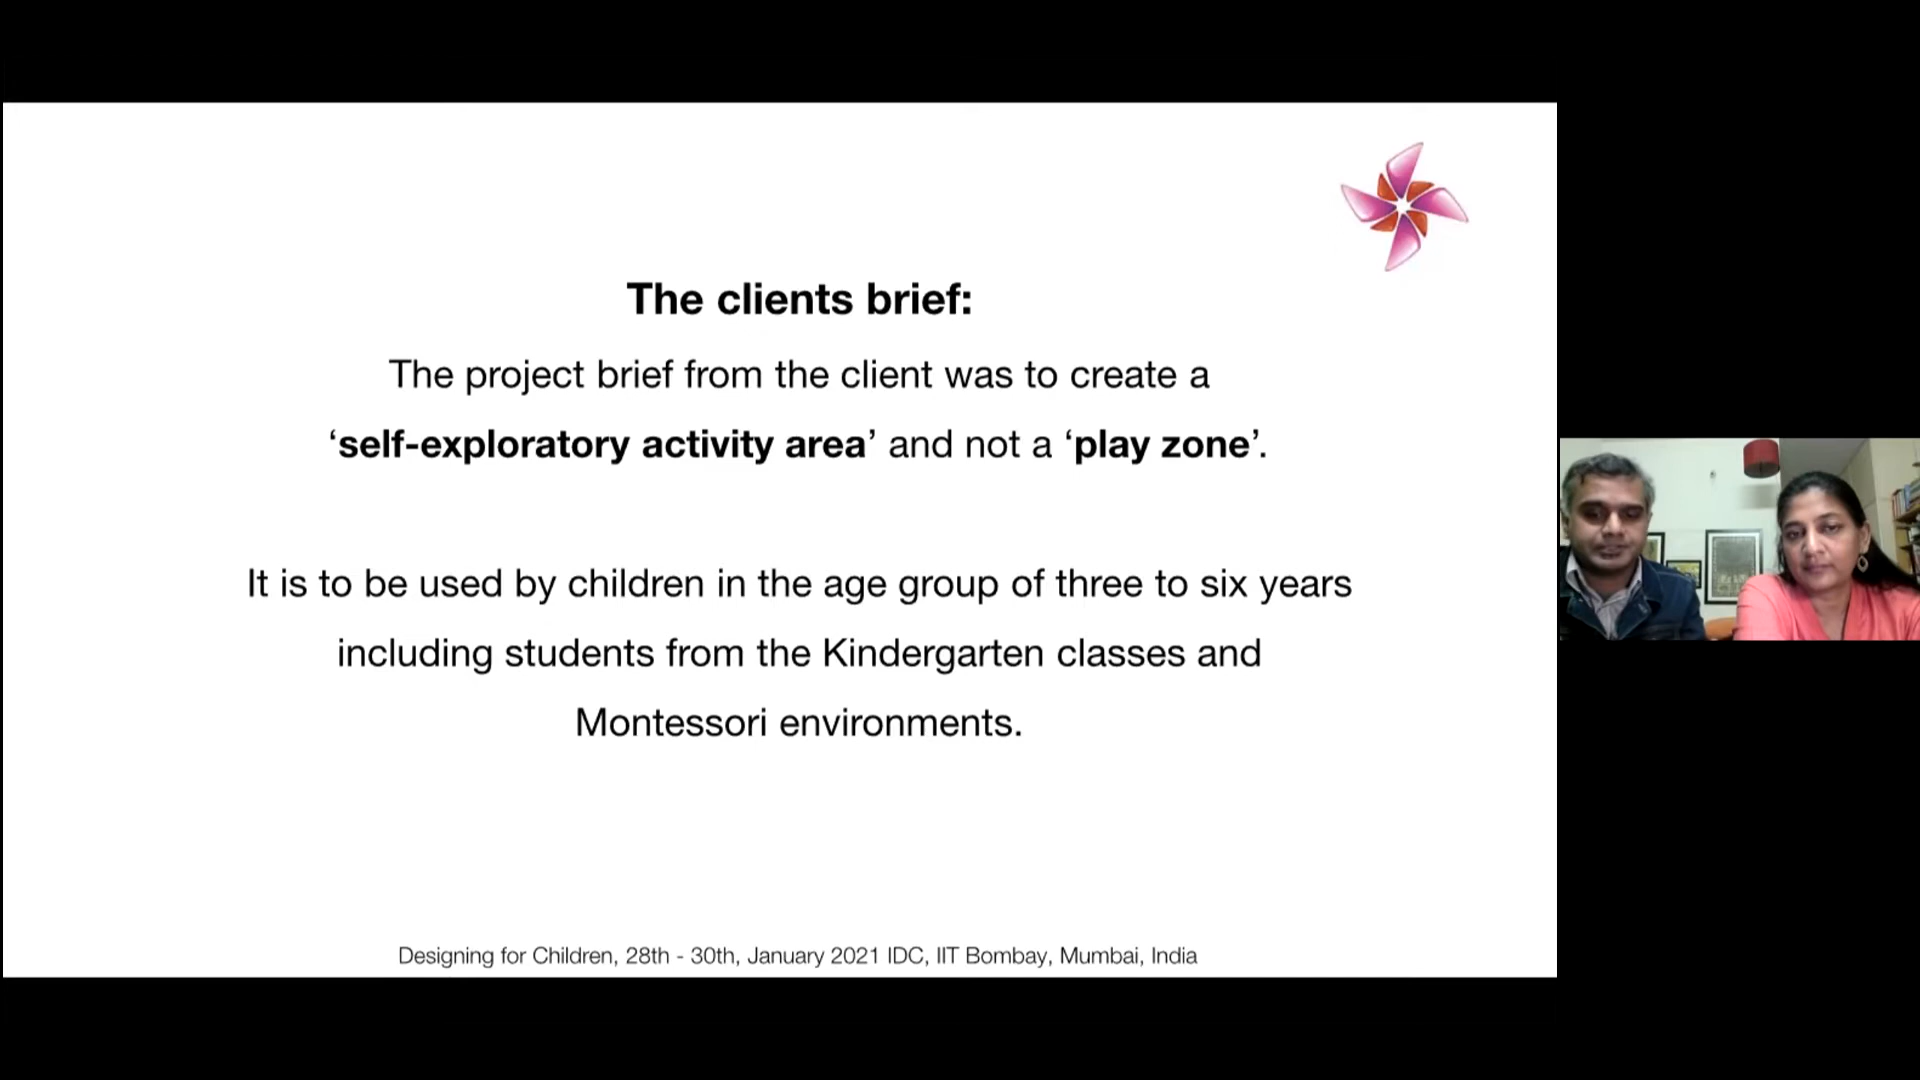 The clients brief:
The project brief from the client was to create a
‘self-exploratory activity area’ and not a ‘play zone’.
It is to be used by children in the age group of three to six years
including students from the Kindergarten classes and
Montessori environments.
Designing for Children, 28th - 30th, January 2021 IDC, IIT Bombay, Mumbai, India